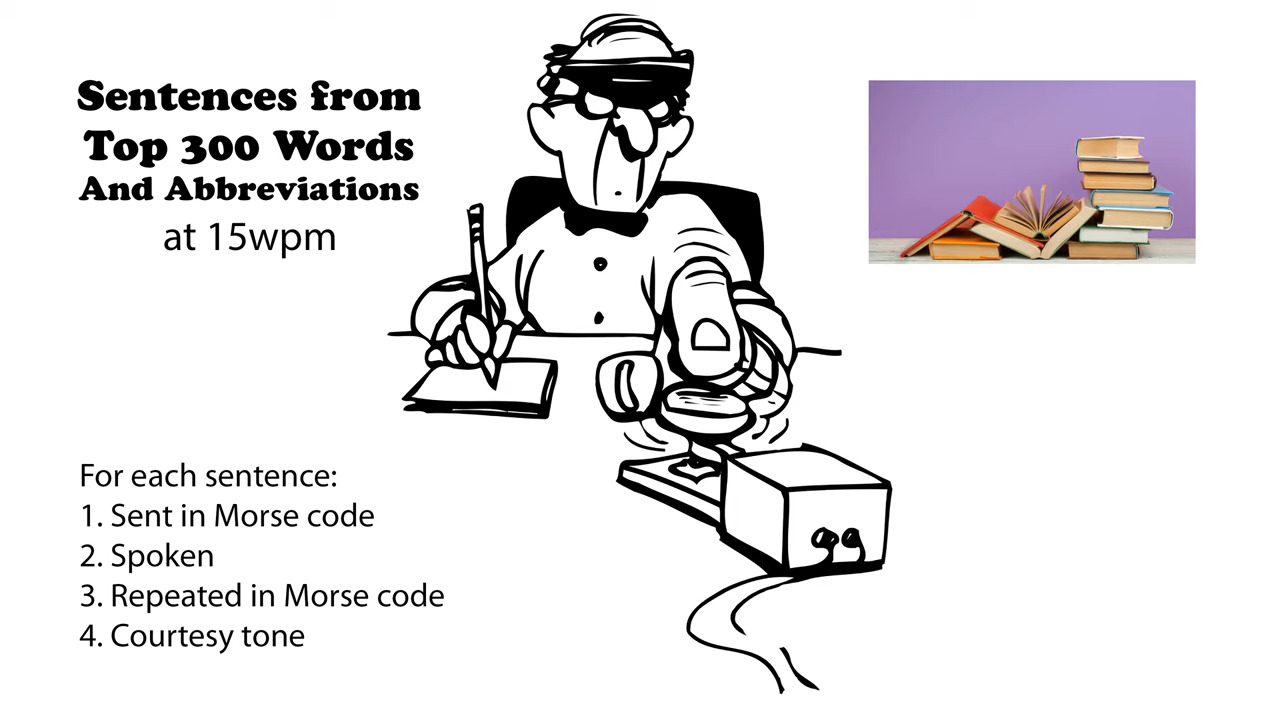 Sentences from
Top 300 Words
And Abbreviations
at 15wpm
For each sentence:
1. Sent in Morse code
2. Spoken
3. Repeated in Morse code
4. Courtesy tone